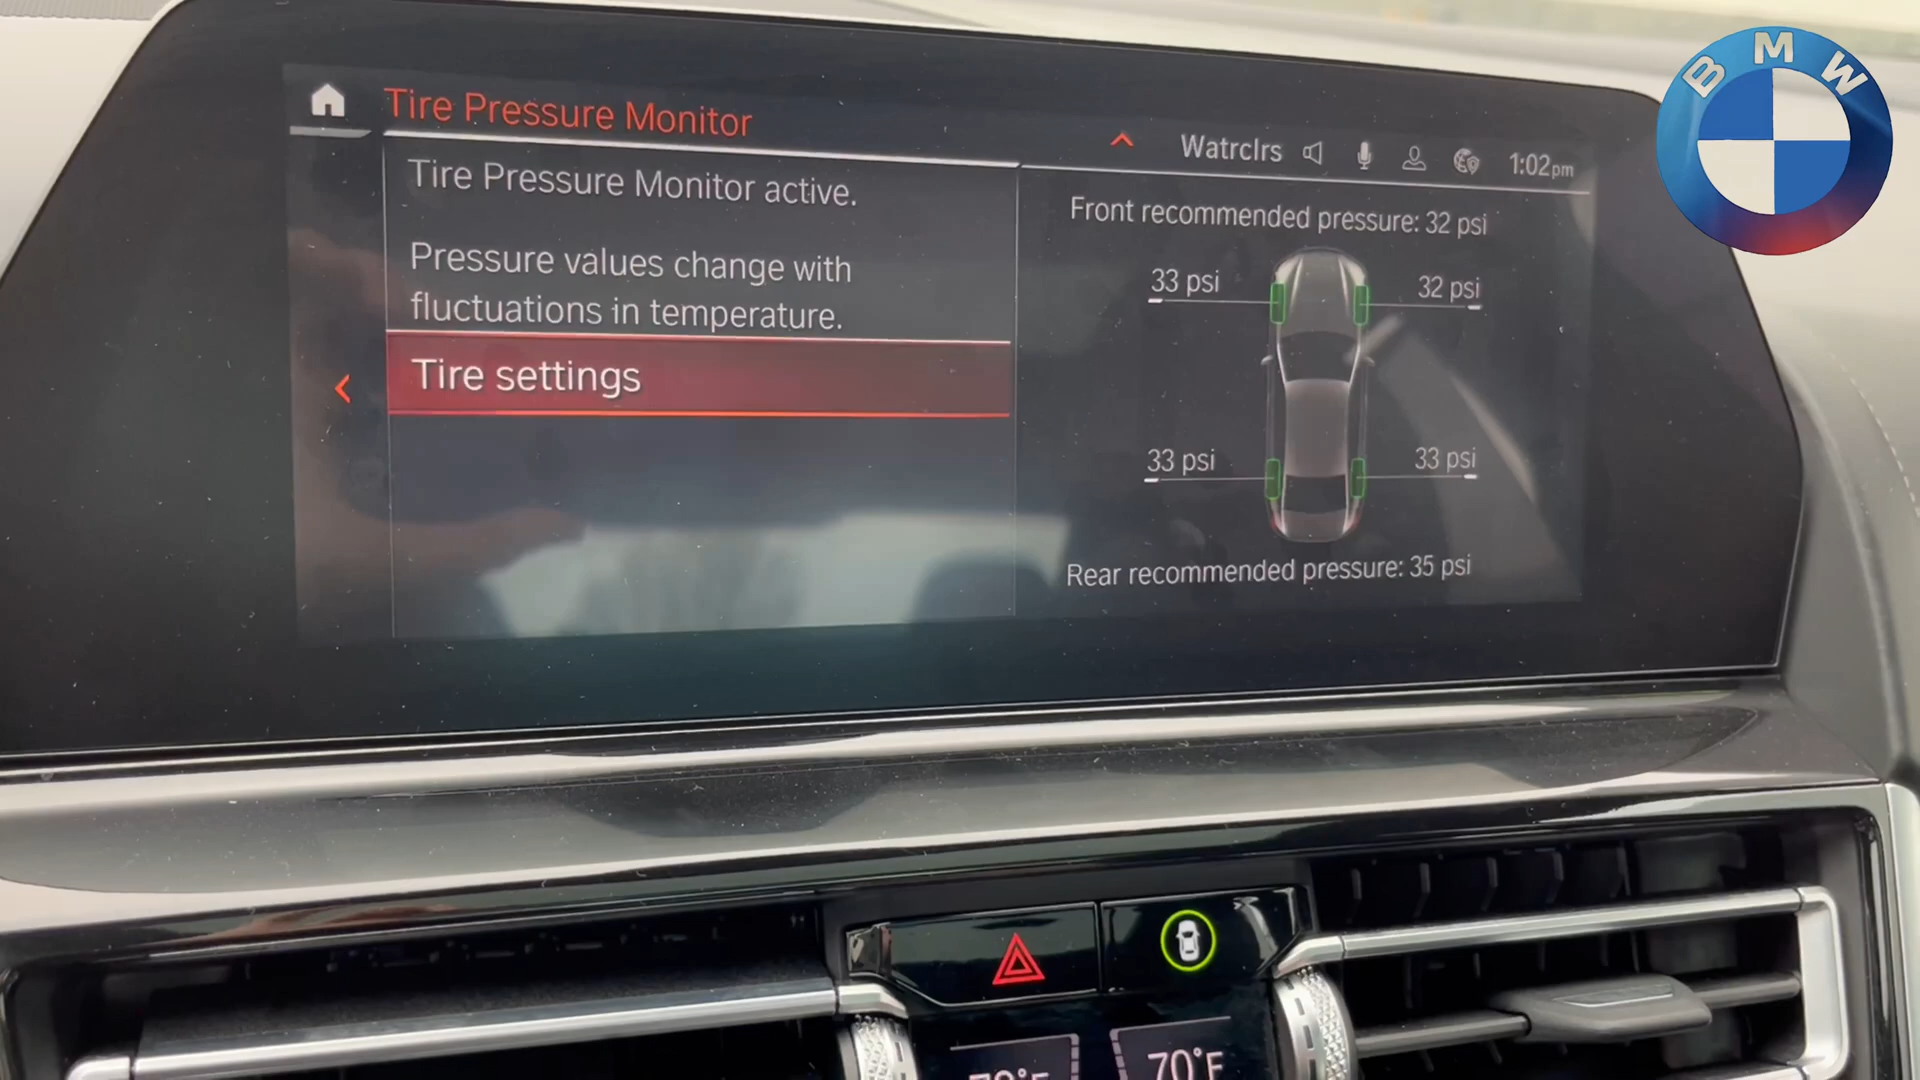 BMW
Tire Pressure Monitor
Watrclrs
1:02pm
Tire Pressure Monitor active.
Pressure values change with
fluctuations in temperature.
Tire settings
Front recommended pressure: 32 psi
33 psi
32 psi
33 psi
33 psi
Rear recommended pressure: 35 psi
70°F